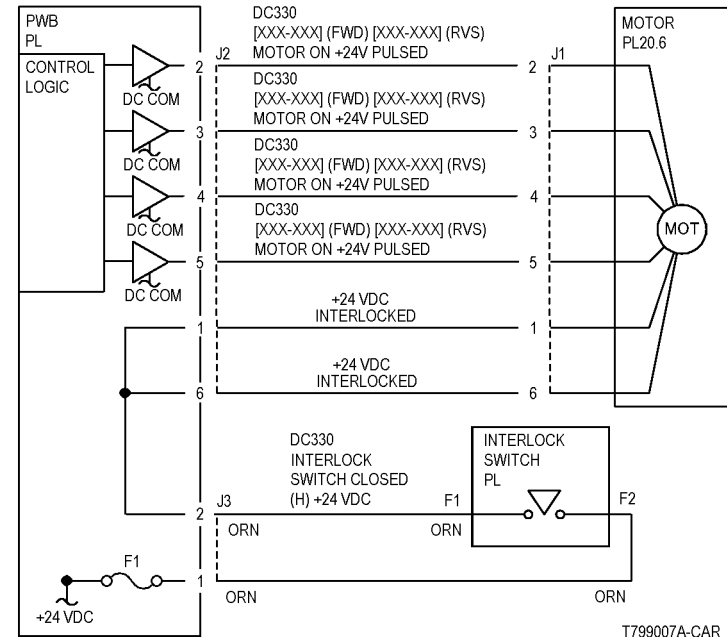 PWB
PL
CONTROL
LOGIC
DC COM
DC COM
DC COM
DC COM
2
J2
DC330
[XXX-XXX] (FWD) [XXX-XXX] (RVS)
MOTOR ON +24V PULSED
2
J1
3
DC330
[XXX-XXX] (FWD) [XXX-XXX] (RVS)
MOTOR ON +24V PULSED
3
4
DC330
[XXX-XXX] (FWD) [XXX-XXX] (RVS)
MOTOR ON +24V PULSED
4
5
DC330
[XXX-XXX] (FWD) [XXX-XXX] (RVS)
MOTOR ON +24V PULSED
5
1
+24 VDC
INTERLOCKED
1
6
+24 VDC
INTERLOCKED
6
MOTOR
PL20.6
MOT
2
J3
ORN
DC330
INTERLOCK
SWITCH CLOSED
(H) +24 VDC
F1
ORN
INTERLOCK
SWITCH
PL
F2
F1
+24 VDC
1
ORN
ORN
T799007A-CAR